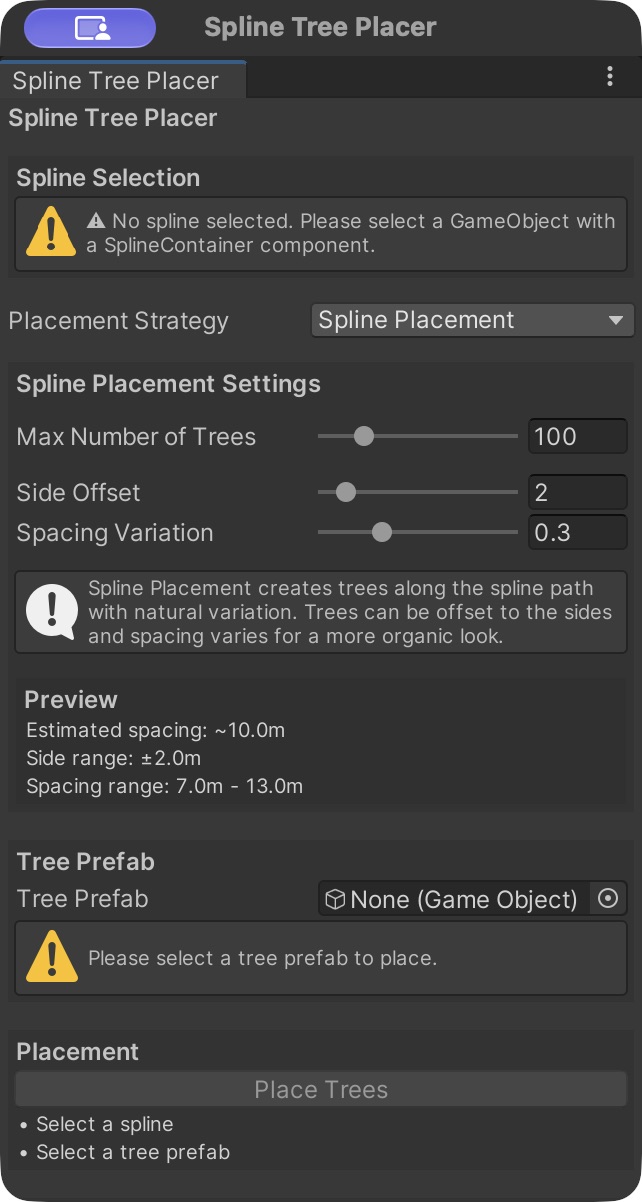 Spline Tree Placer
Spline Tree Placer
Spline Tree Placer
Spline Selection
⚠ No spline selected. Please select a GameObject with
a SplineContainer component.
Placement Strategy
Spline Placement
Spline Placement Settings
Max Number of Trees
100
Side Offset
2
Spacing Variation
0.3
Spline Placement creates trees along the spline path
with natural variation. Trees can be offset to the sides
and spacing varies for a more organic look.
Preview
Estimated spacing: ~10.0m
Side range: ±2.0m
Spacing range: 7.0m - 13.0m
Tree Prefab
Tree Prefab
None (Game Object)
Please select a tree prefab to place.
Placement
Place Trees
• Select a spline
• Select a tree prefab